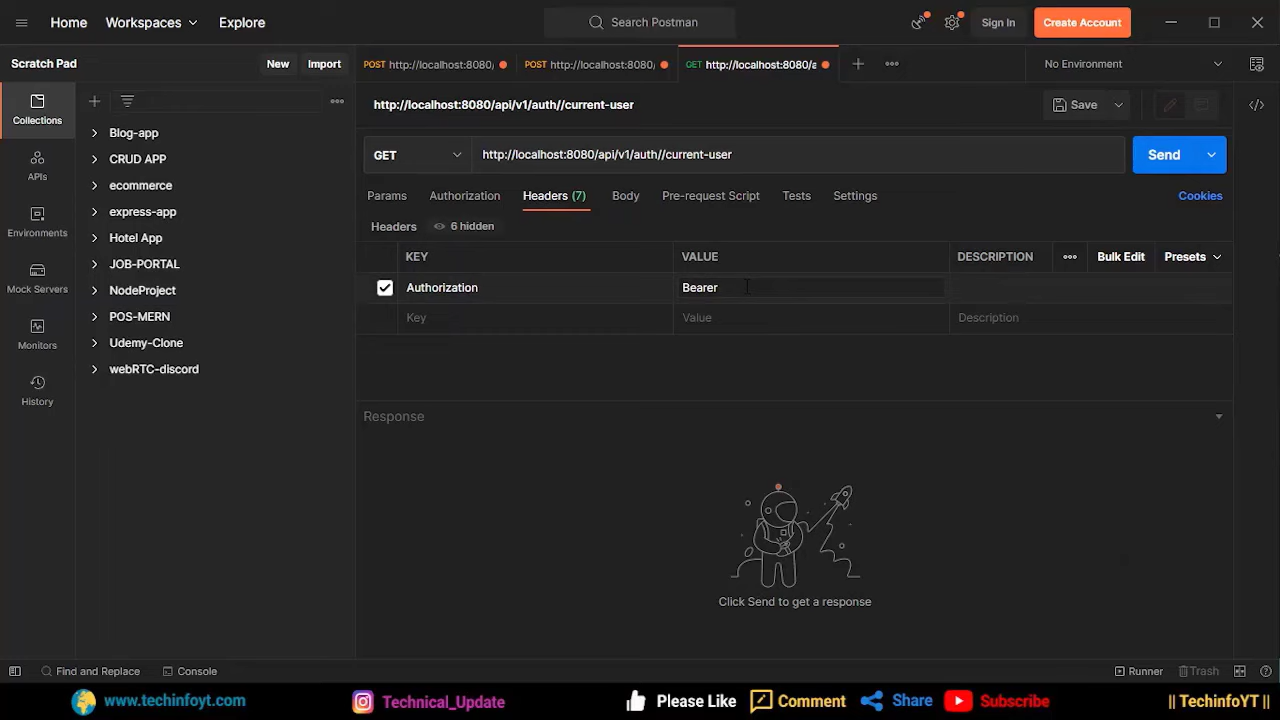 Home Workspaces Explore Search Postman Sign In Create Account
Scratch Pad New Import POST http://localhost:8080/ POST http://localhost:8080/ GET http://localhost:8080/a No Environment
http://localhost:8080/api/v1/auth//current-user Save
GET http://localhost:8080/api/v1/auth//current-user Send
Params Authorization Headers (7) Body Pre-request Script Tests Settings Cookies
Headers 6 hidden
KEY VALUE DESCRIPTION Bulk Edit Presets
Authorization Bearer
Key Value Description
Response
Click Send to get a response
Collections
APIs
Environments
Mock Servers
Monitors
History
Blog-app
CRUD APP
ecommerce
express-app
Hotel App
JOB-PORTAL
NodeProject
POS-MERN
Udemy-Clone
webRTC-discord
Find and Replace Console Runner Trash
www.techinfoyt.com Technical_Update Please Like Comment Share Subscribe || TechinfoYT ||